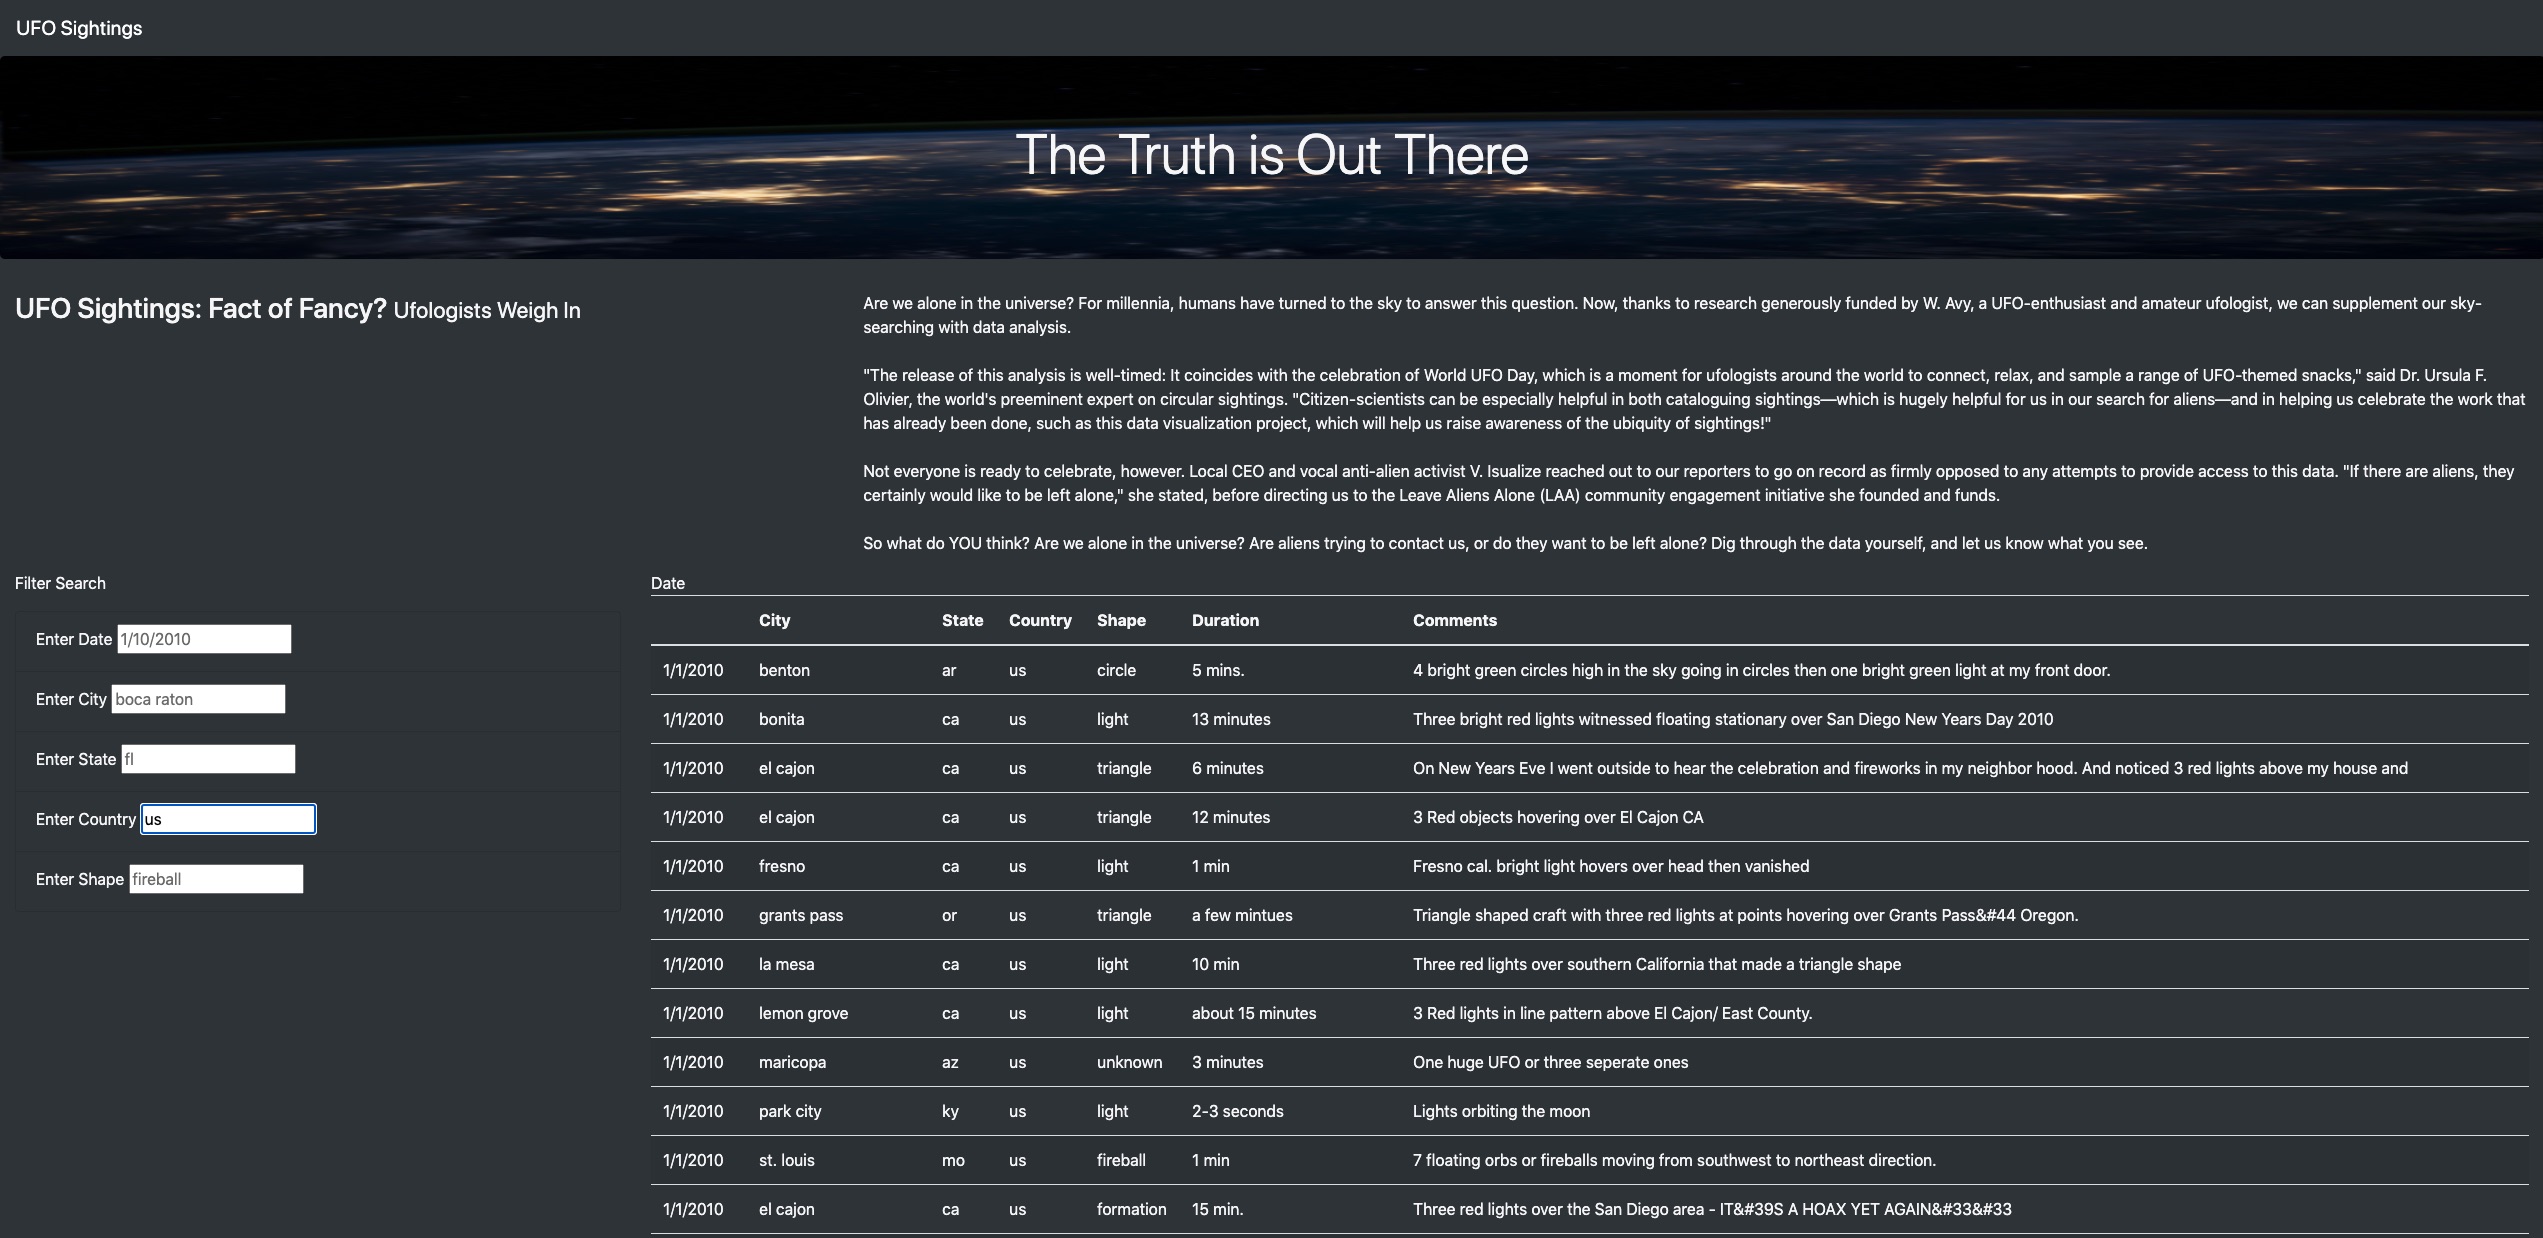 UFO Sightings
The Truth is Out There
UFO Sightings: Fact of Fancy? Ufologists Weigh In
Are we alone in the universe? For millennia, humans have turned to the sky to answer this question. Now, thanks to research generously funded by W. Avy, a UFO-enthusiast and amateur ufologist, we can supplement our sky-
searching with data analysis.
"The release of this analysis is well-timed: It coincides with the celebration of World UFO Day, which is a moment for ufologists around the world to connect, relax, and sample a range of UFO-themed snacks," said Dr. Ursula F.
Olivier, the world's preeminent expert on circular sightings. "Citizen-scientists can be especially helpful in both cataloguing sightings—which is hugely helpful for us in our search for aliens—and in helping us celebrate the work that
has already been done, such as this data visualization project, which will help us raise awareness of the ubiquity of sightings!"
Not everyone is ready to celebrate, however. Local CEO and vocal anti-alien activist V. Isualize reached out to our reporters to go on record as firmly opposed to any attempts to provide access to this data. "If there are aliens, they
certainly would like to be left alone," she stated, before directing us to the Leave Aliens Alone (LAA) community engagement initiative she founded and funds.
So what do YOU think? Are we alone in the universe? Are aliens trying to contact us, or do they want to be left alone? Dig through the data yourself, and let us know what you see.
Filter Search
Enter Date 1/10/2010
Enter City boca raton
Enter State fl
Enter Country us
Enter Shape fireball
Date
City State Country Shape Duration Comments
1/1/2010 benton ar us circle 5 mins. 4 bright green circles high in the sky going in circles then one bright green light at my front door.
1/1/2010 bonita ca us light 13 minutes Three bright red lights witnessed floating stationary over San Diego New Years Day 2010
1/1/2010 el cajon ca us triangle 6 minutes On New Years Eve I went outside to hear the celebration and fireworks in my neighbor hood. And noticed 3 red lights above my house and
1/1/2010 el cajon ca us triangle 12 minutes 3 Red objects hovering over El Cajon CA
1/1/2010 fresno ca us light 1 min Fresno cal. bright light hovers over head then vanished
1/1/2010 grants pass or us triangle a few mintues Triangle shaped craft with three red lights at points hovering over Grants Pass&#44 Oregon.
1/1/2010 la mesa ca us light 10 min Three red lights over southern California that made a triangle shape
1/1/2010 lemon grove ca us light about 15 minutes 3 Red lights in line pattern above El Cajon/ East County.
1/1/2010 maricopa az us unknown 3 minutes One huge UFO or three seperate ones
1/1/2010 park city ky us light 2-3 seconds Lights orbiting the moon
1/1/2010 st. louis mo us fireball 1 min 7 floating orbs or fireballs moving from southwest to northeast direction.
1/1/2010 el cajon ca us formation 15 min. Three red lights over the San Diego area - IT&#39S A HOAX YET AGAIN&#33&#33